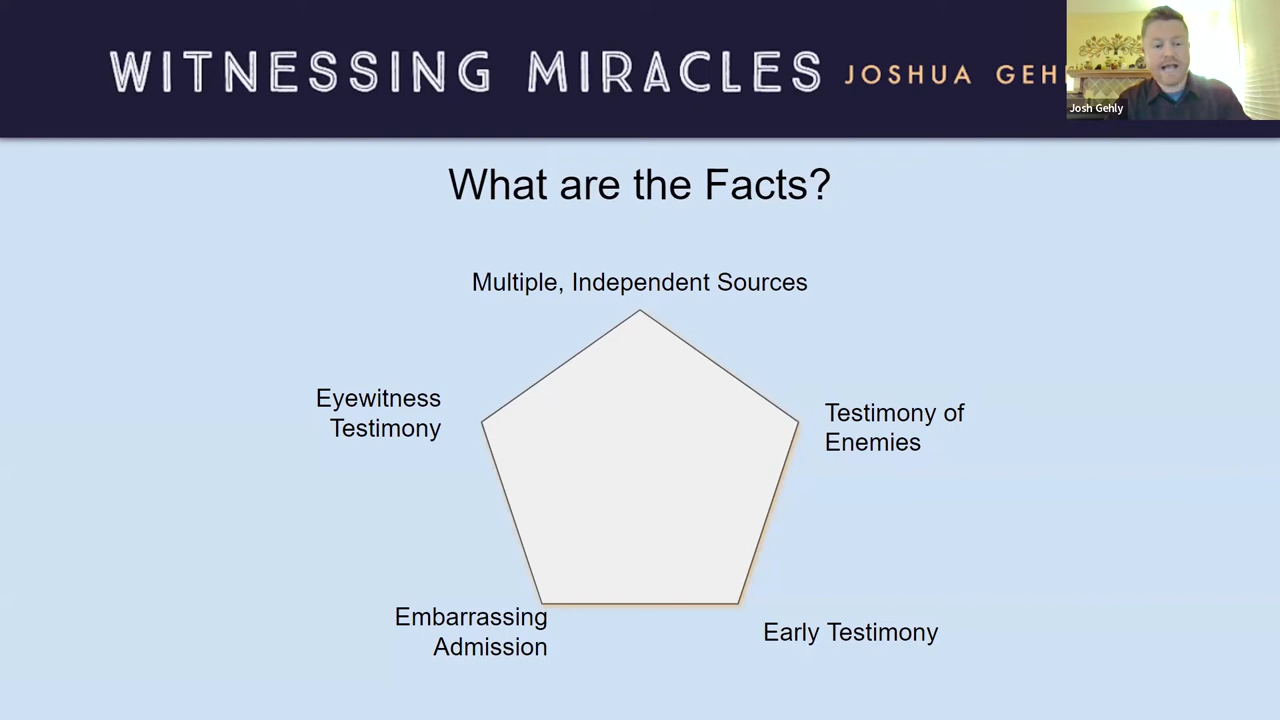 WITNESSING MIRACLES JOSHUA GEH
Josh Gehly
What are the Facts?
Multiple, Independent Sources
Eyewitness
Testimony
Testimony of
Enemies
Embarrassing
Admission
Early Testimony